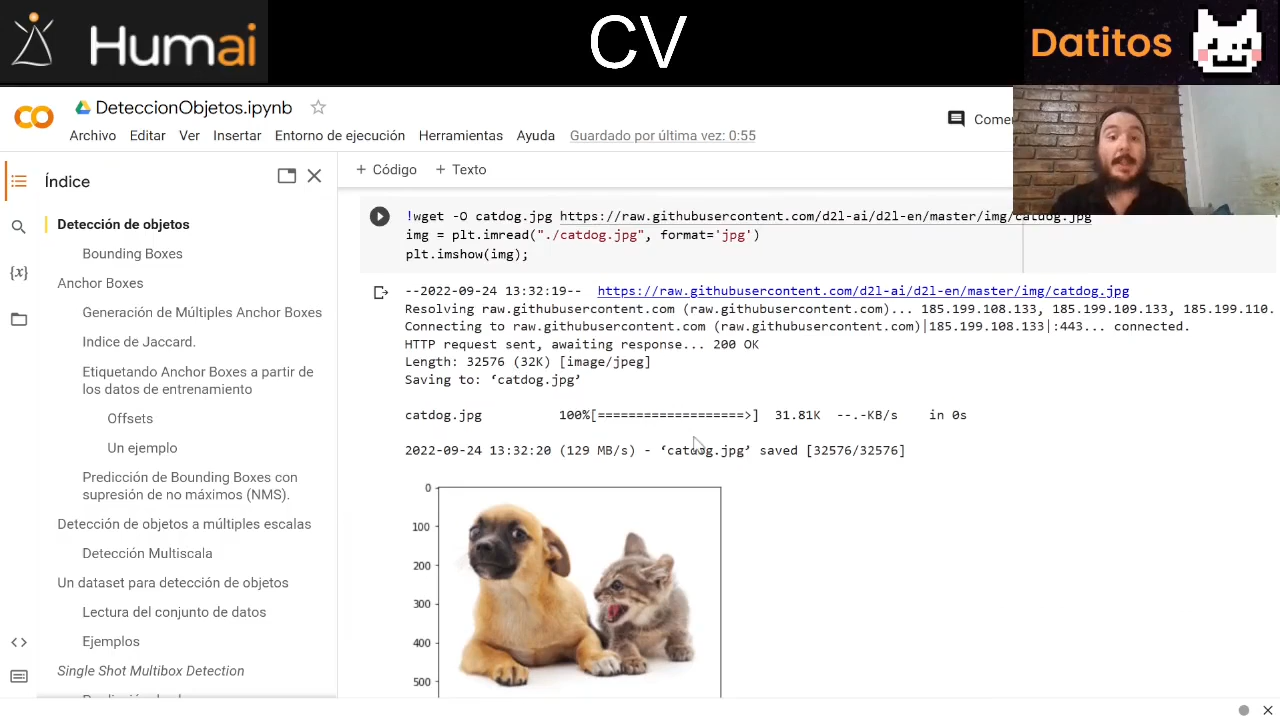 Humai
CV
Datitos
CO
DeteccionObjetos.ipynb
Archivo Editar Ver Insertar Entorno de ejecución Herramientas Ayuda Guardado por última vez: 0:55
Come
Índice
+ Código + Texto
Detección de objetos
Bounding Boxes
Anchor Boxes
Generación de Múltiples Anchor Boxes
Indice de Jaccard.
Etiquetando Anchor Boxes a partir de
los datos de entrenamiento
Offsets
Un ejemplo
Predicción de Bounding Boxes con
supresión de no máximos (NMS).
Detección de objetos a múltiples escalas
Detección Multiscala
Un dataset para detección de objetos
Lectura del conjunto de datos
Ejemplos
Single Shot Multibox Detection
{x}
<>
!wget -O catdog.jpg https://raw.githubusercontent.com/d2l-ai/d2l-en/master/img/catdog.jpg
img = plt.imread("./catdog.jpg", format='jpg')
plt.imshow(img);
--2022-09-24 13:32:19-- https://raw.githubusercontent.com/d2l-ai/d2l-en/master/img/catdog.jpg
Resolving raw.githubusercontent.com (raw.githubusercontent.com)... 185.199.108.133, 185.199.109.133, 185.199.110.
Connecting to raw.githubusercontent.com (raw.githubusercontent.com)|185.199.108.133|:443... connected.
HTTP request sent, awaiting response... 200 OK
Length: 32576 (32K) [image/jpeg]
Saving to: ‘catdog.jpg’
catdog.jpg 100%[===================>] 31.81K --.-KB/s in 0s
2022-09-24 13:32:20 (129 MB/s) - ‘catdog.jpg’ saved [32576/32576]
0
100
200
300
400
500